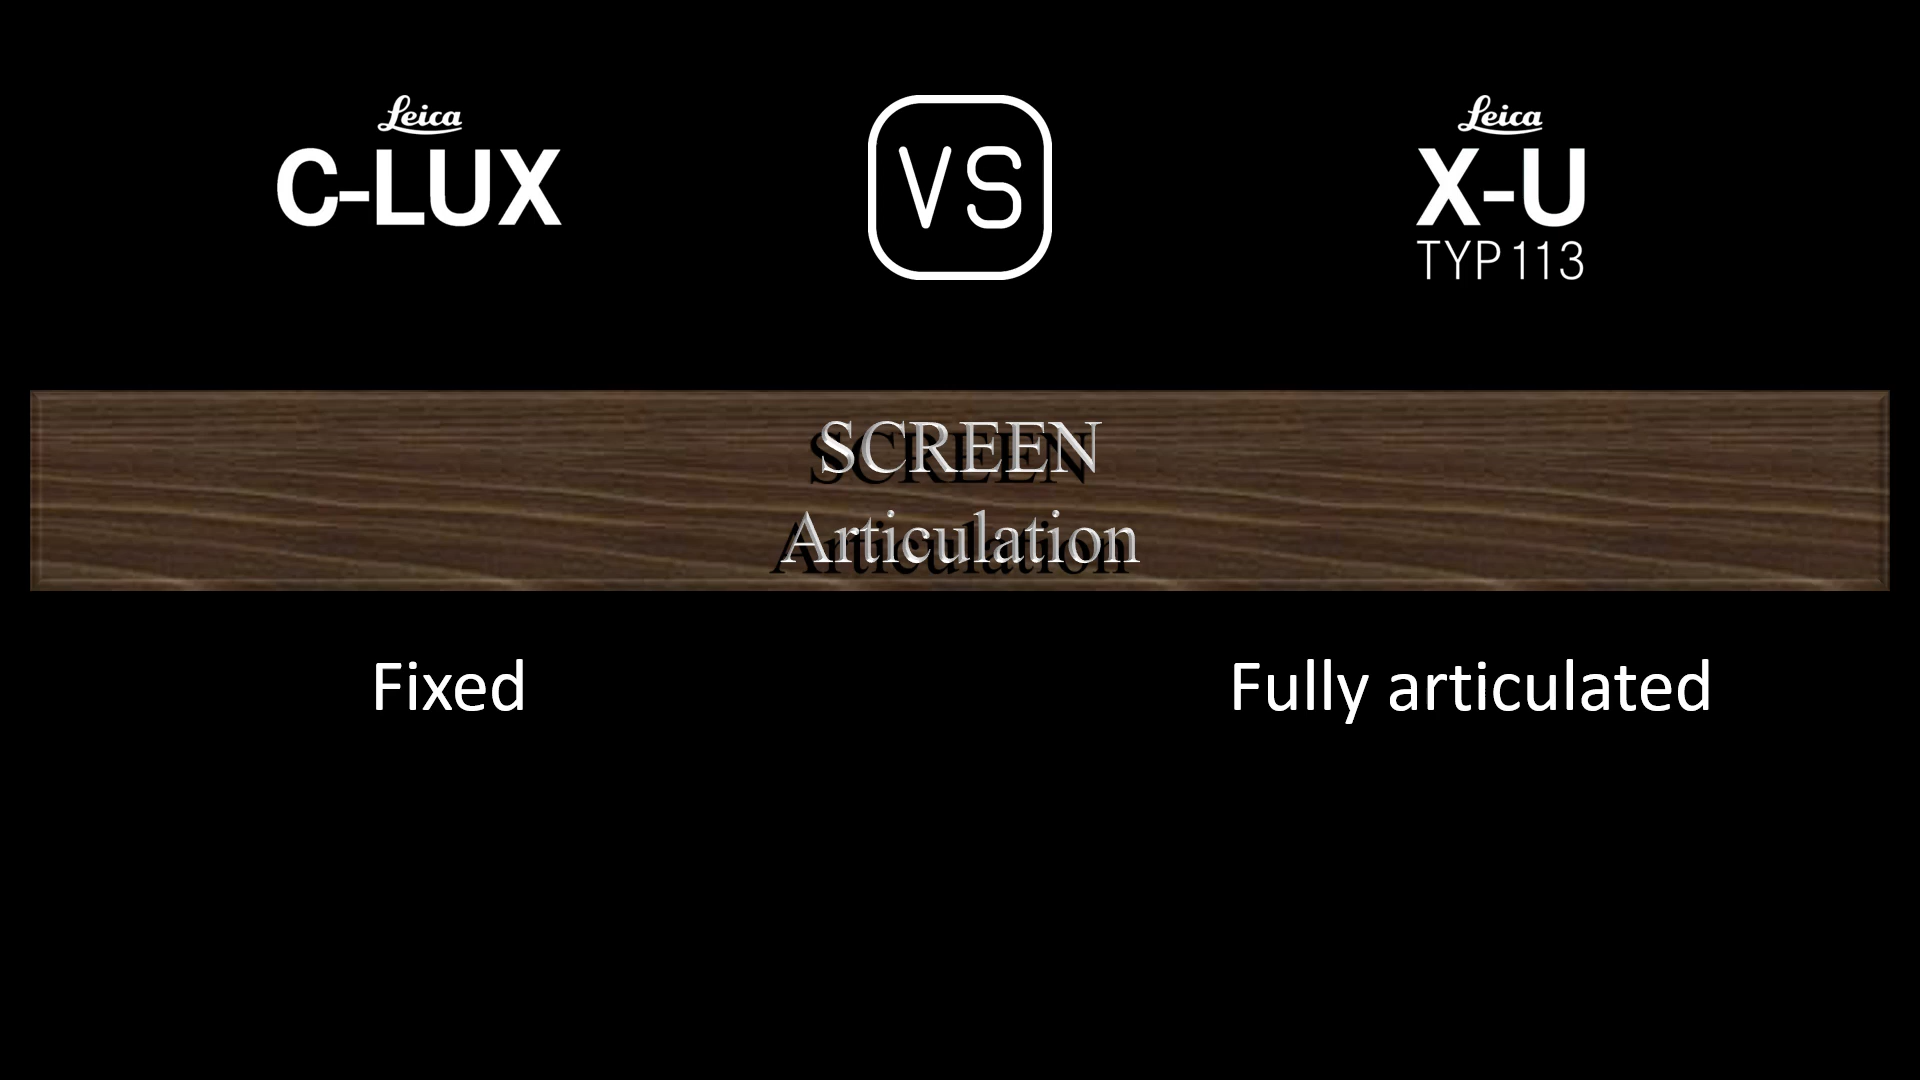 Leica
C-LUX
VS
Leica
X-U
TYP 113
SCREEN
Articulation
Fixed
Fully articulated